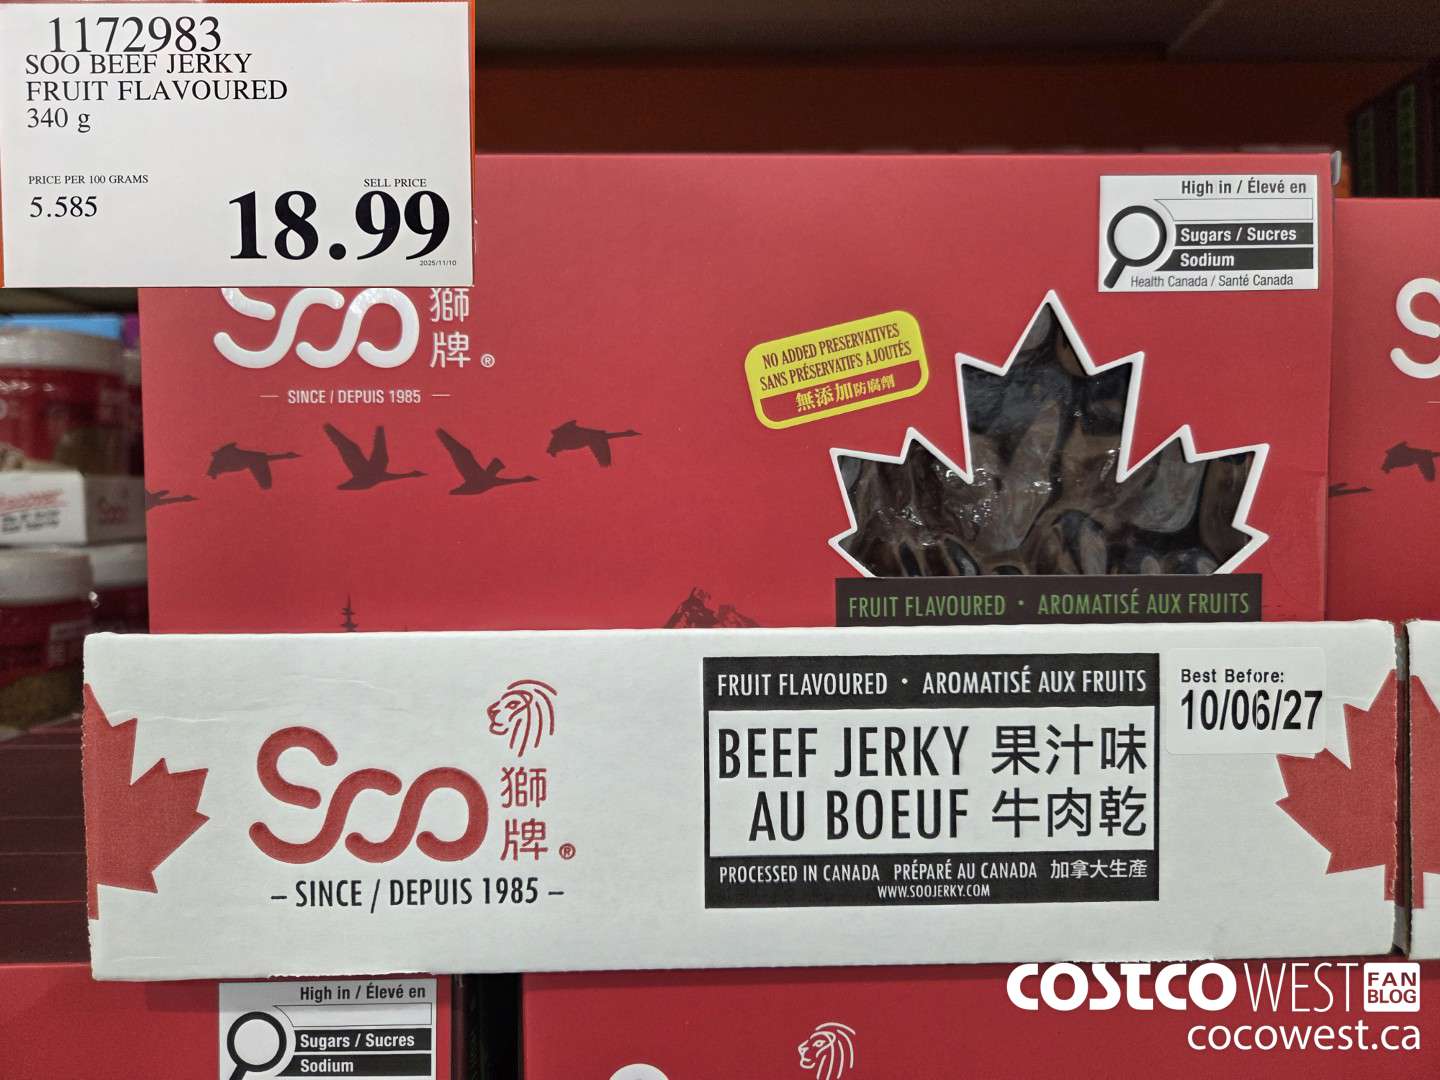 1172983
SOO BEEF JERKY
FRUIT FLAVOURED
340 g
PRICE PER 100 GRAMS
5.585
SELL PRICE
18.99
2025/11/10
High in / Élevé en
Sugars / Sucres
Sodium
Health Canada / Santé Canada
Soo
獅牌®
SINCE / DEPUIS 1985
NO ADDED PRESERVATIVES
SANS PRÉSERVATIFS AJOUTÉS
無添加防腐劑
FRUIT FLAVOURED · AROMATISÉ AUX FRUITS
Soo
獅牌®
– SINCE / DEPUIS 1985 –
FRUIT FLAVOURED · AROMATISÉ AUX FRUITS
BEEF JERKY 果汁味
AU BOEUF 牛肉乾
PROCESSED IN CANADA PRÉPARÉ AU CANADA 加拿大生產
WWW.SOOJERKY.COM
Best Before:
10/06/27
High in / Élevé en
Sugars / Sucres
Sodium
COSTCO WEST FAN BLOG
cocowest.ca